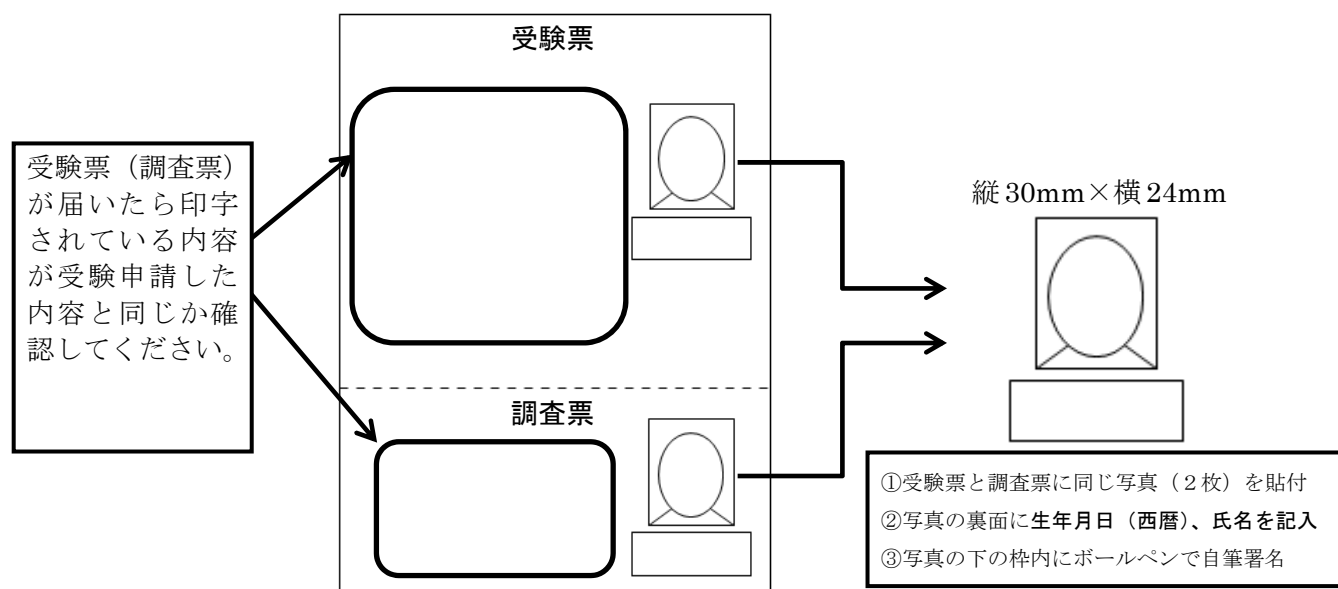 受験票
受験票（調査票）
が届いたら印字
されている内容
が受験申請した
内容と同じか確
認してください。
縦30mm×横24mm
調査票
①受験票と調査票に同じ写真（２枚）を貼付
②写真の裏面に生年月日（西暦）、氏名を記入
③写真の下の枠内にボールペンで自筆署名